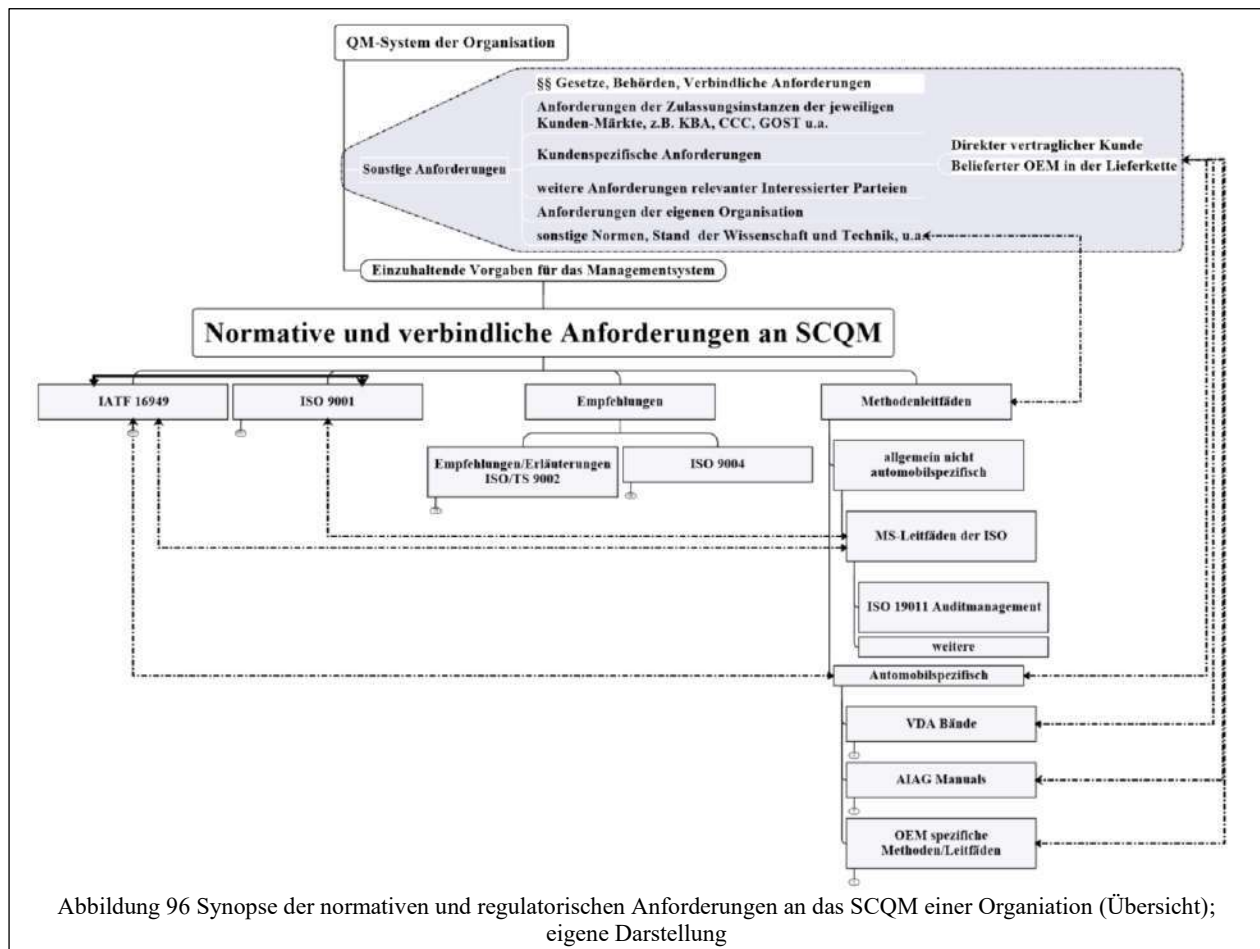 QM-System der Organisation
§§ Gesetze, Behörden, Verbindliche Anforderungen
Anforderungen der Zulassungsinstanzen der jeweiligen
Kunden-Märkte, z.B. KBA, CCC, GOST u.a.
Sonstige Anforderungen
Kundenspezifische Anforderungen
Direkter vertraglicher Kunde
Belieferter OEM in der Lieferkette
weitere Anforderungen relevanter Interessierter Parteien
Anforderungen der eigenen Organisation
sonstige Normen, Stand der Wissenschaft und Technik, u.a.
Einzuhaltende Vorgaben für das Managementsystem
Normative und verbindliche Anforderungen an SCQM
IATF 16949
ISO 9001
Empfehlungen
Methodenleitfäden
Empfehlungen/Erläuterungen
ISO/TS 9002
ISO 9004
allgemein nicht
automobilspezifisch
MS-Leitfäden der ISO
ISO 19011 Auditmanagement
weitere
Automobilspezifisch
VDA Bände
AIAG Manuals
OEM spezifiche
Methoden/Leitfäden
Abbildung 96 Synopse der normativen und regulatorischen Anforderungen an das SCQM einer Organiation (Übersicht);
eigene Darstellung